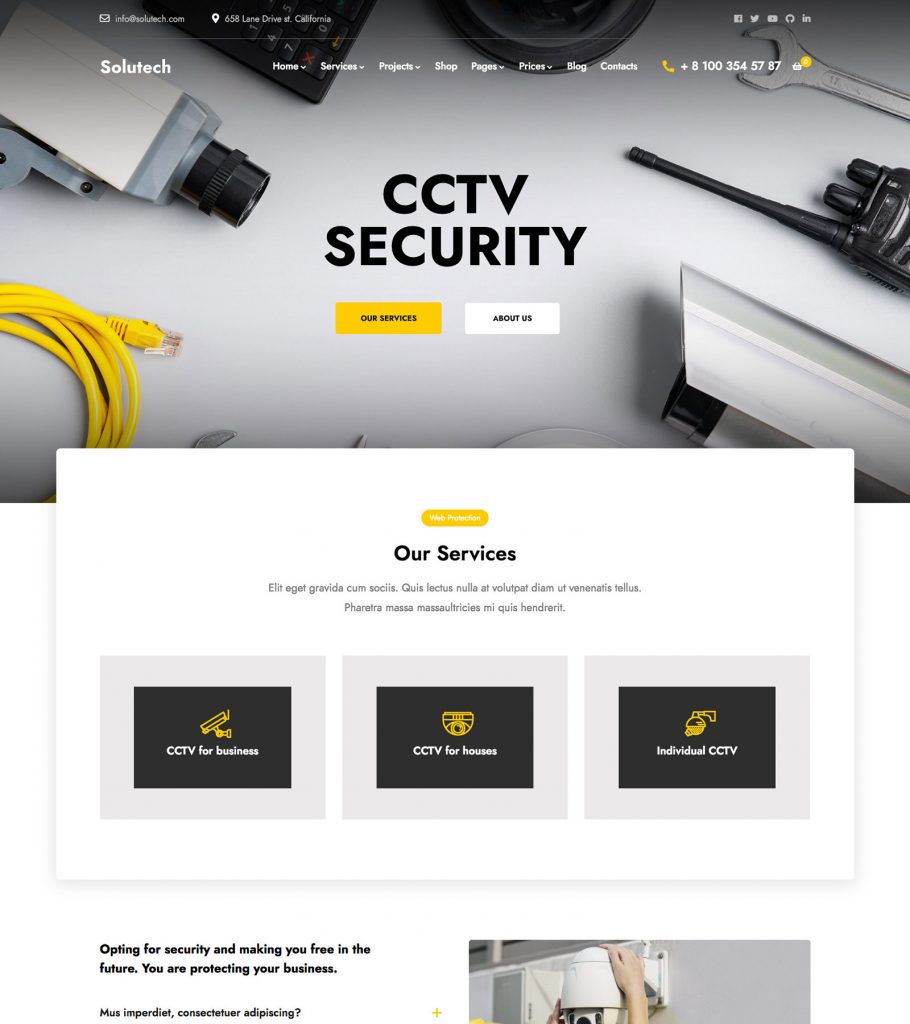 info@solutech.com 658 Lane Drive st. California
Solutech Home Services Projects Shop Pages Prices Blog Contacts + 8 100 354 57 87 0
CCTV
SECURITY
OUR SERVICES ABOUT US
Web Protection
Our Services
Elit eget gravida cum sociis. Quis lectus nulla at volutpat diam ut venenatis tellus.
Pharetra massa massaultricies mi quis hendrerit.
CCTV for business CCTV for houses Individual CCTV
Opting for security and making you free in the
future. You are protecting your business.
Mus imperdiet, consectetuer adipiscing? +